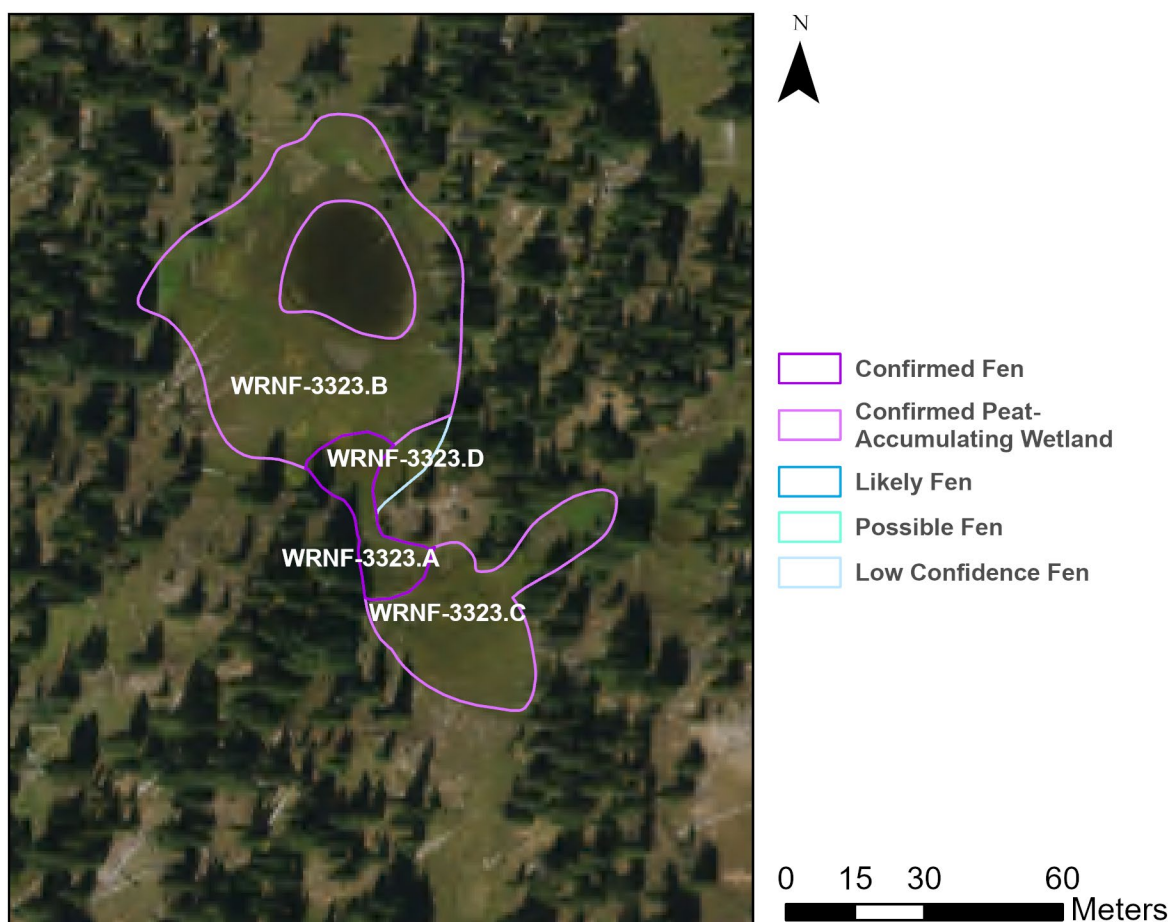 N
WRNF-3323.B
WRNF-3323.D
WRNF-3323.A
WRNF-3323.C
Confirmed Fen
Confirmed Peat-
Accumulating Wetland
Likely Fen
Possible Fen
Low Confidence Fen
0 15 30 60
Meters